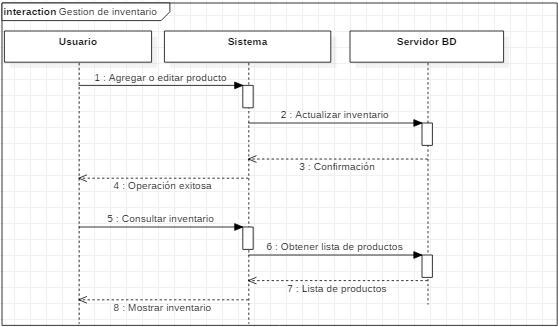 interaction Gestion de inventario
Usuario
Sistema
Servidor BD
1 : Agregar o editar producto
2 : Actualizar inventario
3 : Confirmación
4 : Operación exitosa
5 : Consultar inventario
6 : Obtener lista de productos
7 : Lista de productos
8 : Mostrar inventario